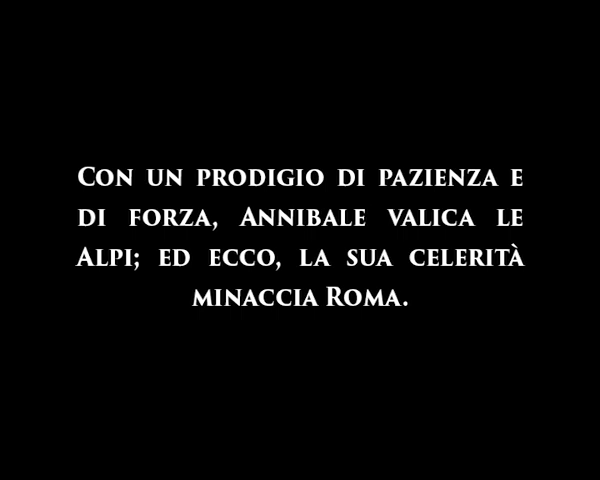 Con un prodigio di pazienza e
di forza, Annibale valica le
Alpi; ed ecco, la sua celerità
minaccia Roma.